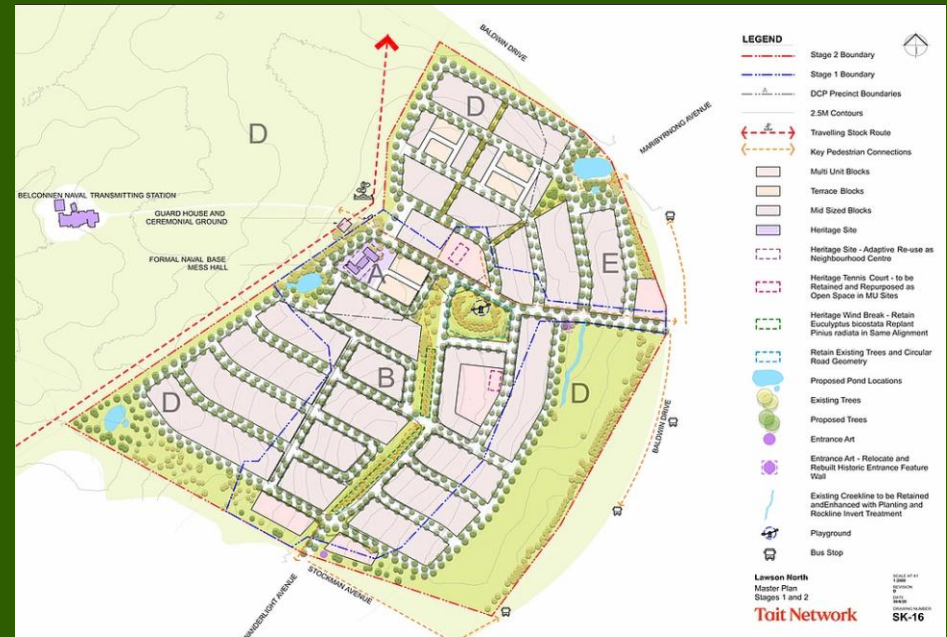 BALDWIN DRIVE
MARIBYRNONG AVENUE
D
D
BELCONNEN NAVAL TRANSMITTING STATION
GUARD HOUSE AND
CEREMONIAL GROUND
FORMAL NAVAL BASE
MESS HALL
A
E
B
D
D
BALDWIN DRIVE
WANDERLIGHT AVENUE
STOCKMAN AVENUE
LEGEND
Stage 2 Boundary
Stage 1 Boundary
DCP Precinct Boundaries
2.5M Contours
Travelling Stock Route
Key Pedestrian Connections
Multi Unit Blocks
Terrace Blocks
Mid Sized Blocks
Heritage Site
Heritage Site - Adaptive Re-use as
Neighbourhood Centre
Heritage Tennis Court - to be
Retained and Repurposed as
Open Space in MU Sites
Heritage Wind Break - Retain
Eucyluptus bicostata Replant
Pinius radiata in Same Alignment
Retain Existing Trees and Circular
Road Geometry
Proposed Pond Locations
Existing Trees
Proposed Trees
Entrance Art
Entrance Art - Relocate and
Rebuilt Historic Entrance Feature
Wall
Existing Creekline to be Retained
andEnhanced with Planting and
Rockline Invert Treatment
Playground
Bus Stop
Lawson North
Master Plan
Stages 1 and 2
Tait Network
REVISION
DATE
DRAWING NUMBER
SK-16